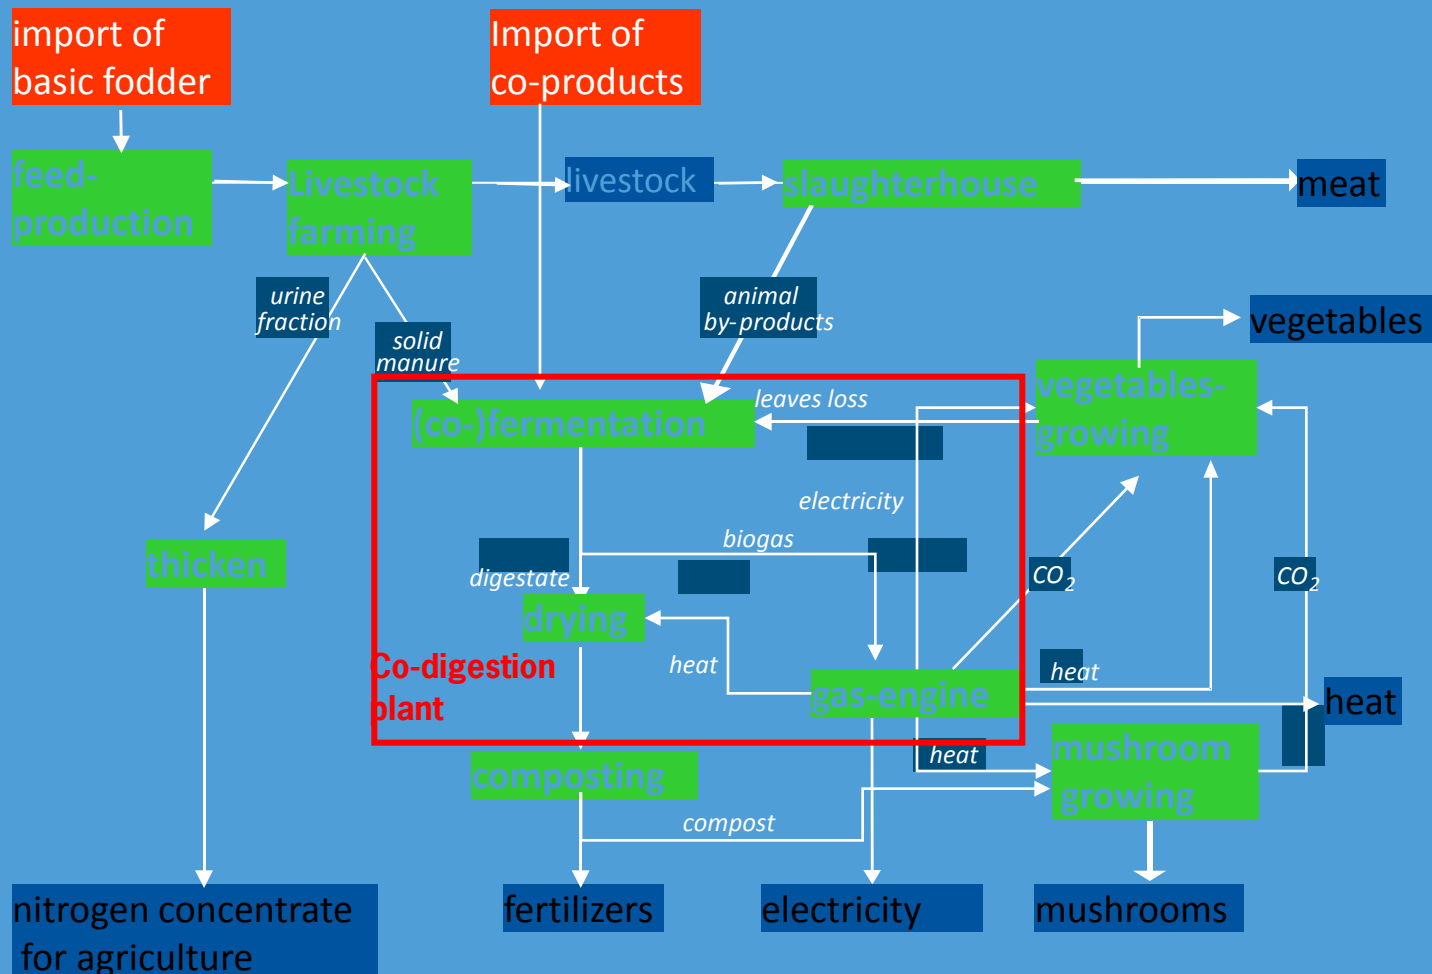 import of
basic fodder
Import of
co-products
feed-
production
Livestock
farming
livestock
slaughterhouse
meat
urine
fraction
solid
manure
animal
by-products
vegetables
(co-)fermentation
leaves loss
vegetables-
growing
electricity
biogas
thicken
digestate
CO₂
CO₂
drying
heat
heat
Co-digestion
plant
gas-engine
heat
heat
mushroom
growing
composting
compost
nitrogen concentrate
for agriculture
fertilizers
electricity
mushrooms